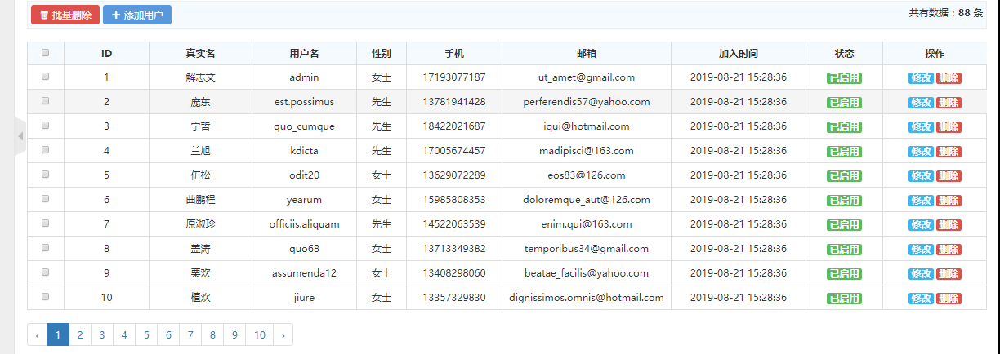 批量删除 添加用户 共有数据：88 条
ID 真实名 用户名 性别 手机 邮箱 加入时间 状态 操作
1 解志文 admin 女士 17193077187 ut_amet@gmail.com 2019-08-21 15:28:36 已启用 修改 删除
2 庞东 est.possimus 先生 13781941428 perferendis57@yahoo.com 2019-08-21 15:28:36 已启用 修改 删除
3 宁哲 quo_cumque 先生 18422021687 iqui@hotmail.com 2019-08-21 15:28:36 已启用 修改 删除
4 兰旭 kdicta 先生 17005674457 madipisci@163.com 2019-08-21 15:28:36 已启用 修改 删除
5 伍松 odit20 女士 13629072289 eos83@126.com 2019-08-21 15:28:36 已启用 修改 删除
6 曲鹏程 yearum 女士 15985808353 doloremque_aut@126.com 2019-08-21 15:28:36 已启用 修改 删除
7 原淑珍 officiis.aliquam 先生 14522063539 enim.qui@163.com 2019-08-21 15:28:36 已启用 修改 删除
8 盖涛 quo68 女士 13713349382 temporibus34@gmail.com 2019-08-21 15:28:36 已启用 修改 删除
9 栗欢 assumenda12 女士 13408298060 beatae_facilis@yahoo.com 2019-08-21 15:28:36 已启用 修改 删除
10 植欢 jiure 女士 13357329830 dignissimos.omnis@hotmail.com 2019-08-21 15:28:36 已启用 修改 删除
‹ 1 2 3 4 5 6 7 8 9 10 ›